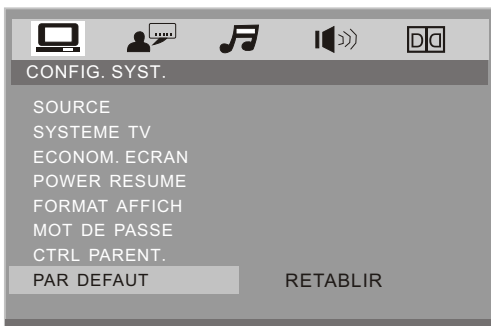 CONFIG. SYST.
SOURCE
SYSTEME TV
ECONOM. ECRAN
POWER RESUME
FORMAT AFFICH
MOT DE PASSE
CTRL PARENT.
PAR DEFAUT RETABLIR